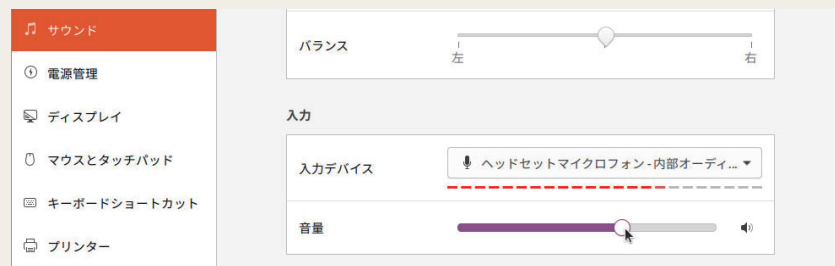 サウンド
電源管理
ディスプレイ
マウスとタッチパッド
キーボードショートカット
プリンター
バランス
左
右
入力
入力デバイス
ヘッドセットマイクロフォン-内部オーディ...
音量